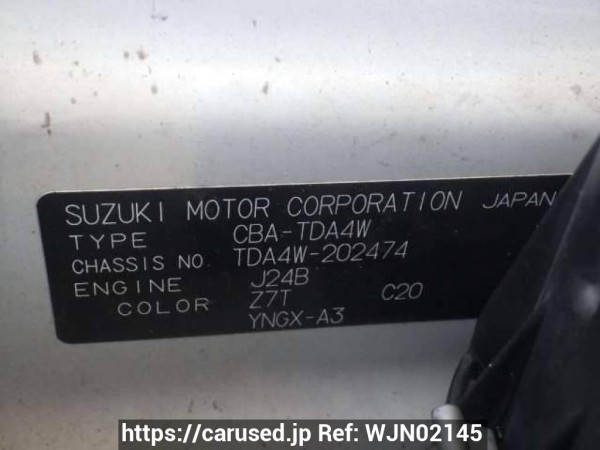 SUZUKI MOTOR CORPORATION JAPAN
TYPE CBA-TDA4W
CHASSIS NO. TDA4W-202474
ENGINE J24B
COLOR Z7T C20
YNGX-A3
https://carused.jp Ref: WJN02145